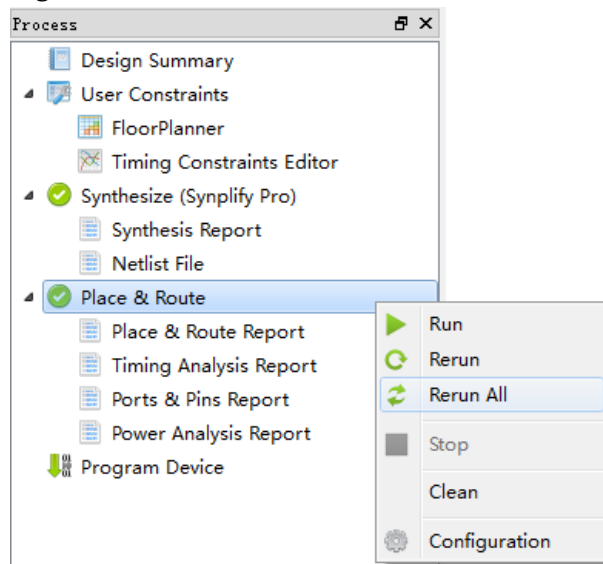 Process
Design Summary
User Constraints
FloorPlanner
Timing Constraints Editor
Synthesize (Synplify Pro)
Synthesis Report
Netlist File
Place & Route
Place & Route Report
Timing Analysis Report
Ports & Pins Report
Power Analysis Report
Program Device
Run
Rerun
Rerun All
Stop
Clean
Configuration